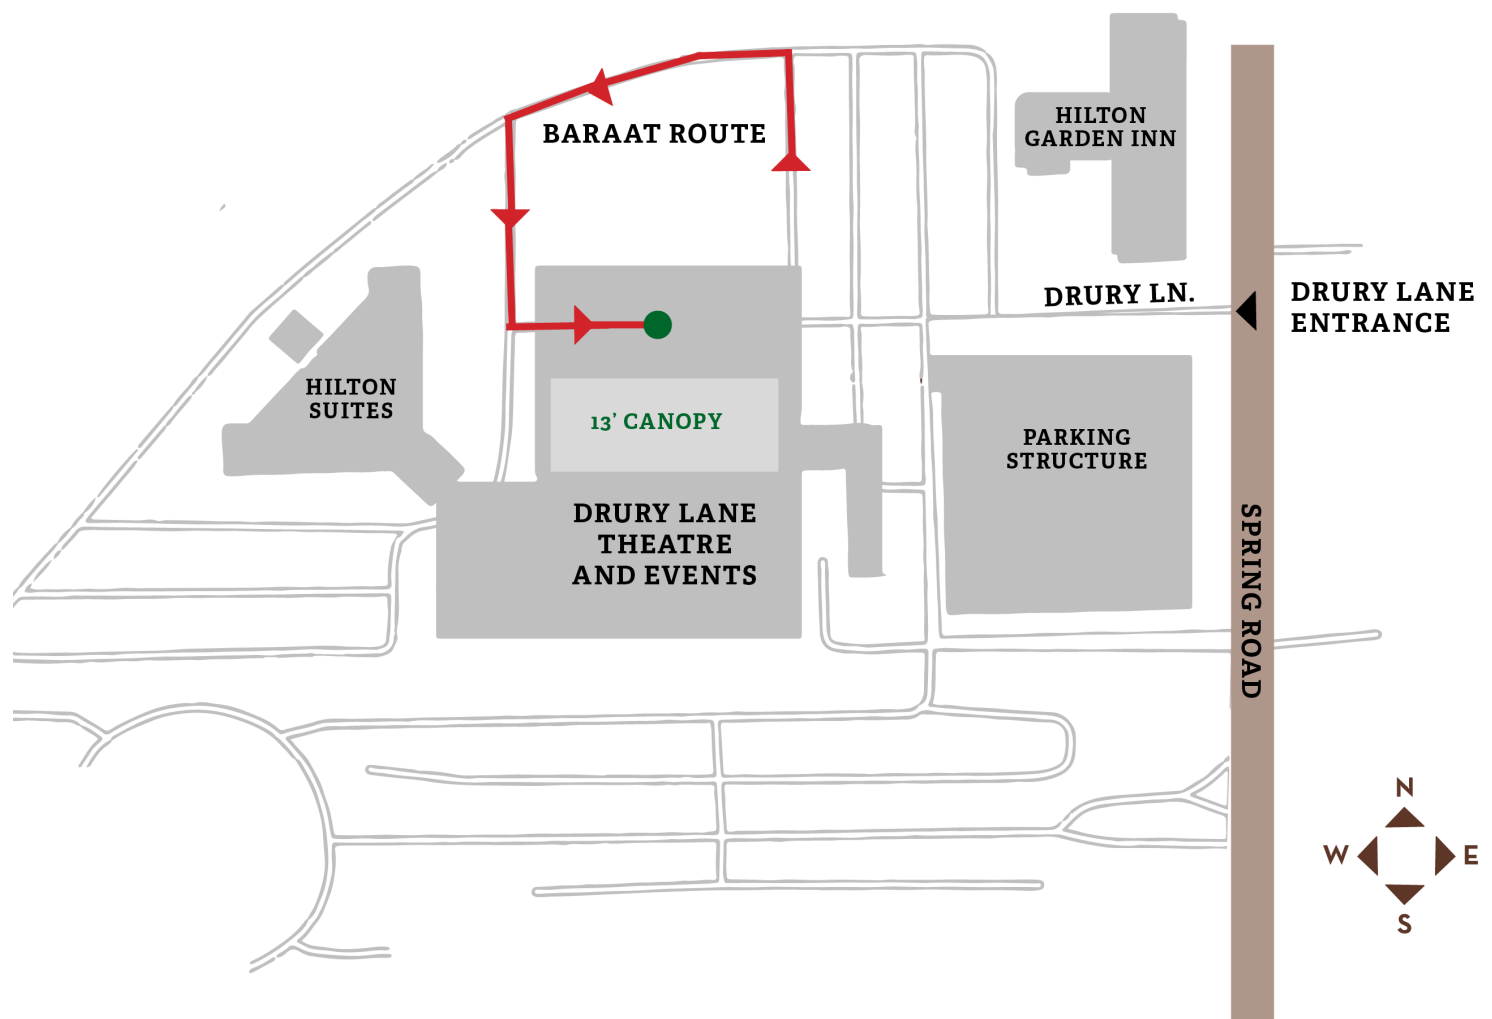 HILTON
GARDEN INN
BARAAT ROUTE
DRURY LN.
DRURY LANE
ENTRANCE
HILTON
SUITES
13’ CANOPY
PARKING
STRUCTURE
DRURY LANE
THEATRE
AND EVENTS
SPRING ROAD
N
W
E
S